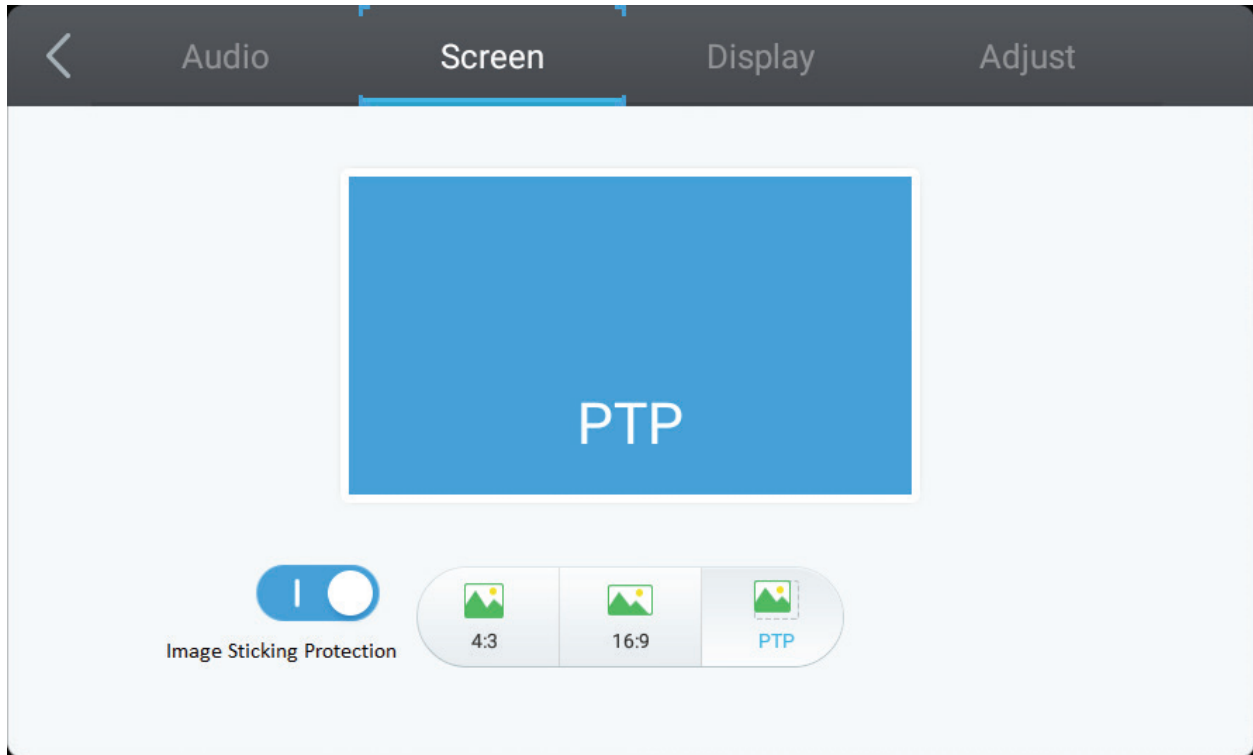 Audio Screen Display Adjust
PTP
Image Sticking Protection
4:3 16:9 PTP